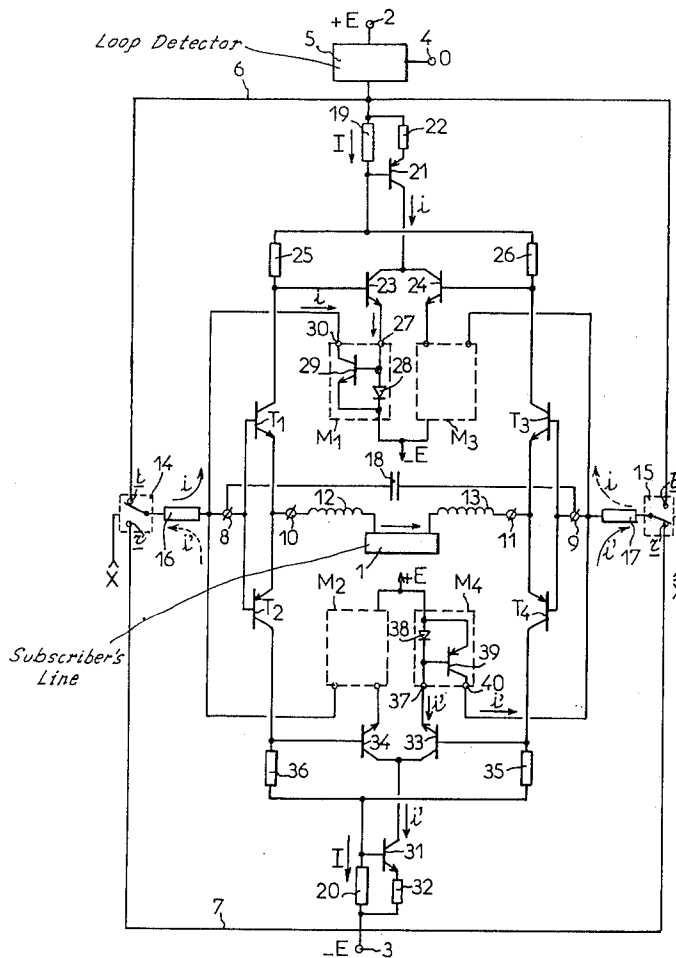 +E 2
5 4
Loop Detector
O
6
19 22
I
21
i
25 26
23 24
i
30 27
29 28
T1 M1 M3 T3
-E
t 14 i 18 i 15 t
12 13
r 16 8 10 11 9 17 r
i' i'
X 1 X
M2 +E M4
T2 T4
38 39
Subscriber's
Line
37 40
i' i'
34 33
36 35
i'
I 31
20 32
7
-E 3